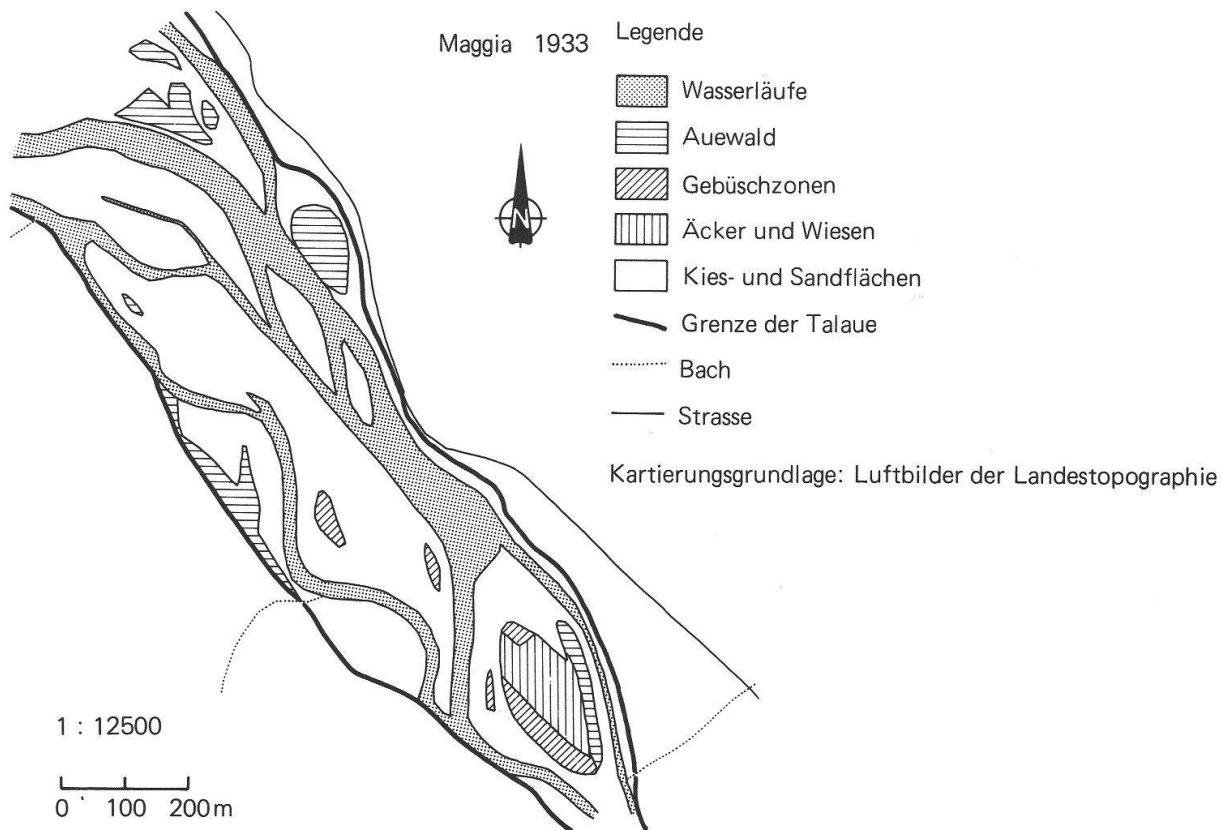 Maggia 1933
Legende
Wasserläufe
Auewald
Gebüschzonen
Äcker und Wiesen
Kies- und Sandflächen
Grenze der Talaue
Bach
Strasse
Kartierungsgrundlage: Luftbilder der Landestopographie
N
1 : 12500
0 100 200m